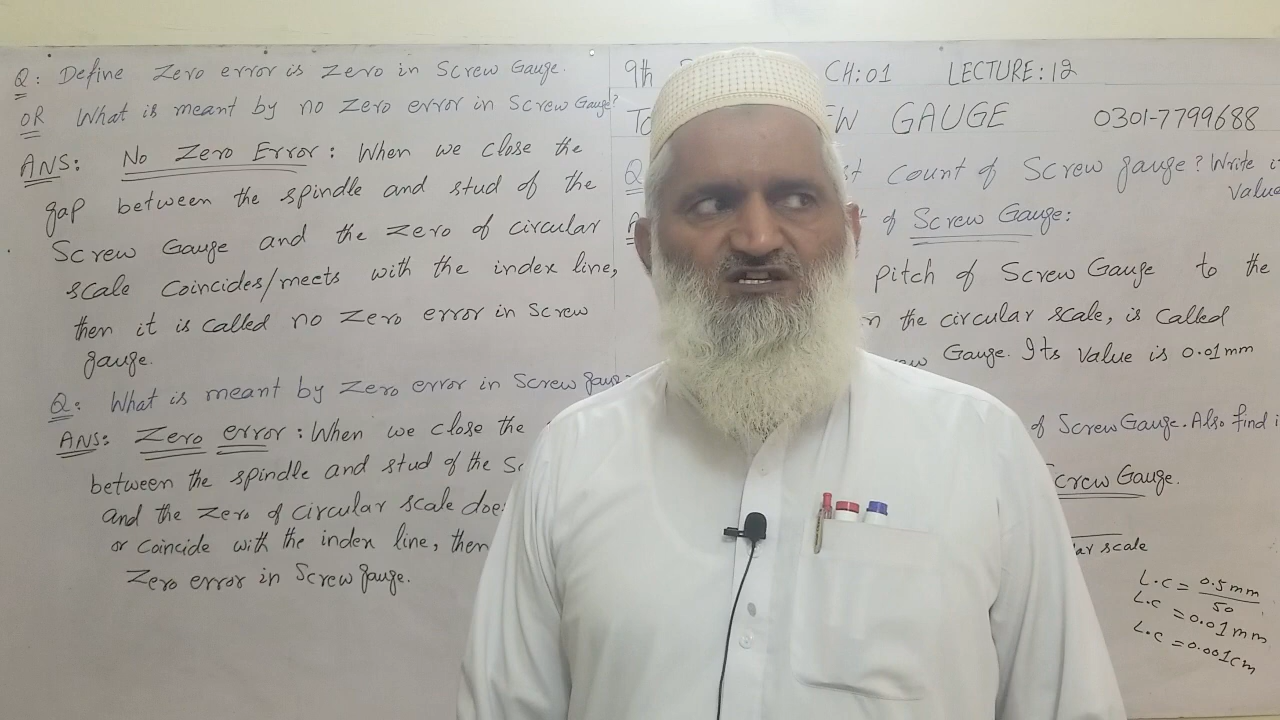 Q: Define Zero error is Zero in Screw Gauge.
OR What is meant by no Zero error in Screw Gauge?
ANS: No Zero Error: When we close the
gap between the spindle and stud of the
Screw Gauge and the zero of circular
scale coincides/meets with the index line,
then it is called no zero error in screw
gauge.
Q: What is meant by Zero error in Screw
ANS: Zero error: When we close the
between the spindle and stud of the
and the zero of circular scale
or coincide with the index line, then
Zero error in Screw gauge.
9th CH:01 LECTURE:12
GAUGE 0301-7799688
Q count of Screw gauge? Write
Value
of Screw Gauge:
pitch of Screw Gauge to the
the circular scale, is called
Gauge. Its value is 0.01mm
of Screw Gauge. Also find
Screw Gauge.
scale
L.C = 0.5mm
50
L.C = 0.01mm
L.C = 0.001cm